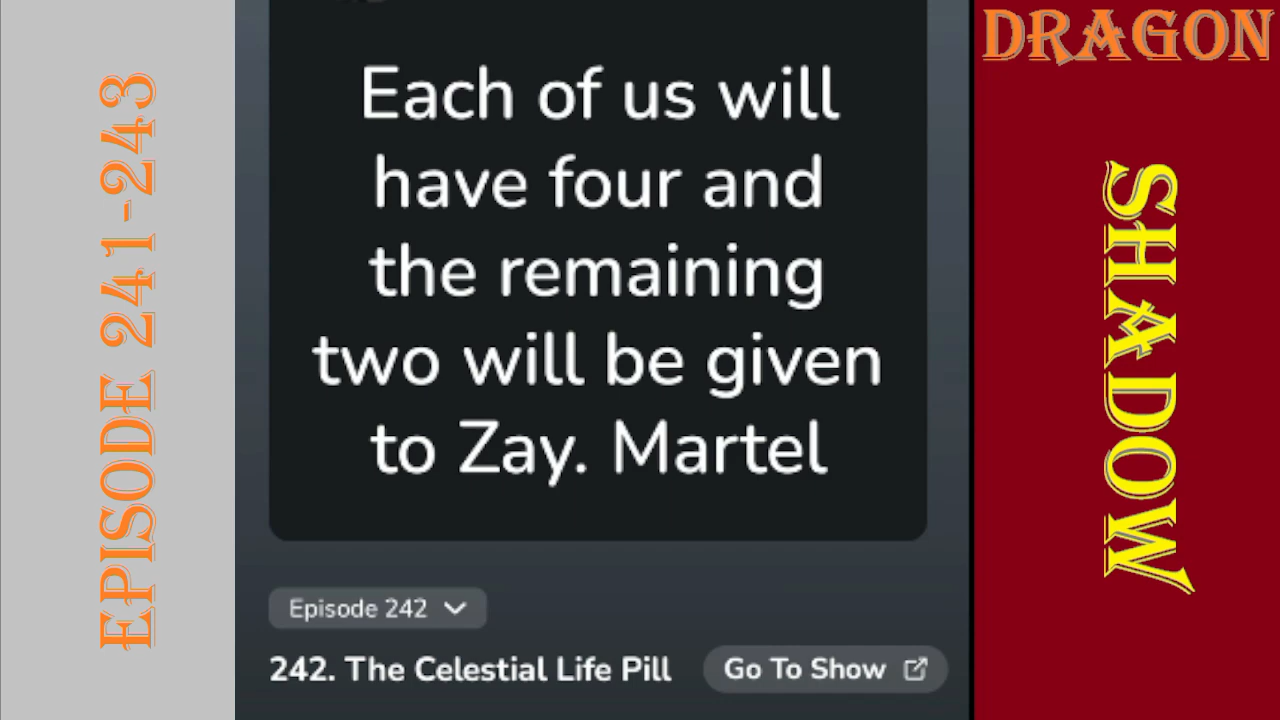 EPISODE 241-243
Each of us will
have four and
the remaining
two will be given
to Zay. Martel
Episode 242
242. The Celestial Life Pill
Go To Show
DRAGON
SHADOW